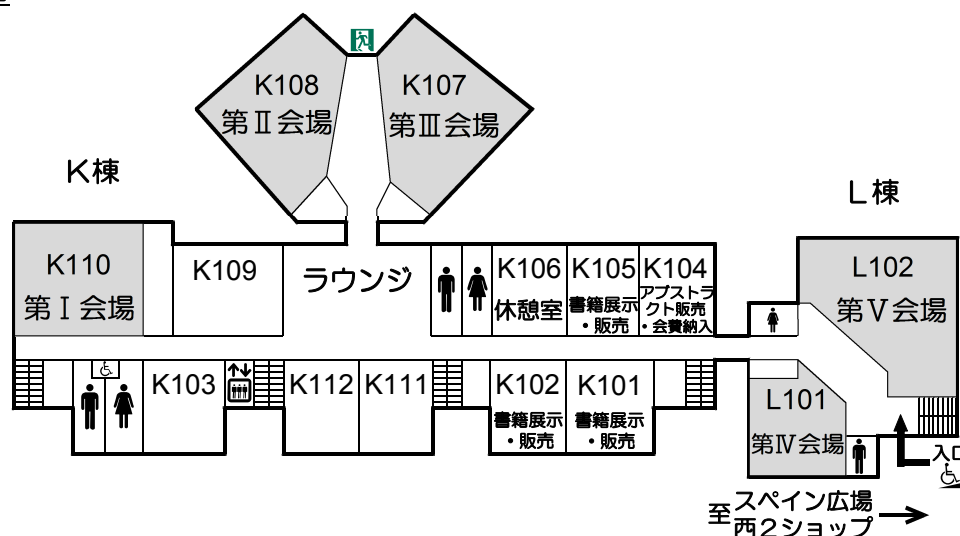 K108
第Ⅱ会場
K107
第Ⅲ会場
K棟
L棟
K110
第Ⅰ会場
K109
ラウンジ
K106
休憩室
K105
書籍展示
・販売
K104
アブストラ
クト販売
・会費納入
L102
第Ⅴ会場
K103
K112
K111
K102
書籍展示
・販売
K101
書籍展示
・販売
L101
第Ⅳ会場
入口
至
スペイン広場
西2ショップ